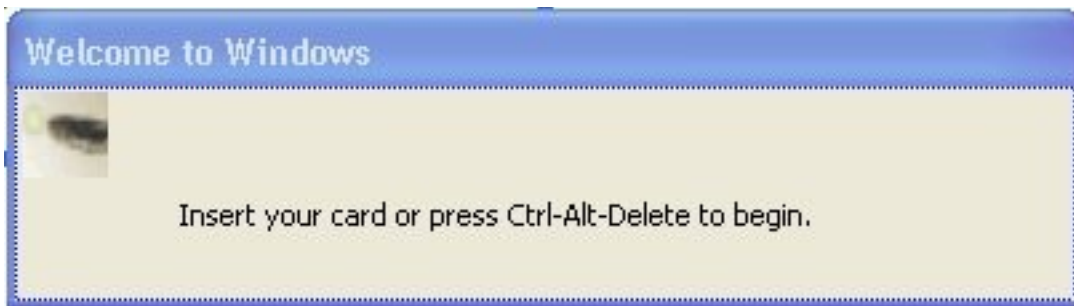 Welcome to Windows
Insert your card or press Ctrl-Alt-Delete to begin.